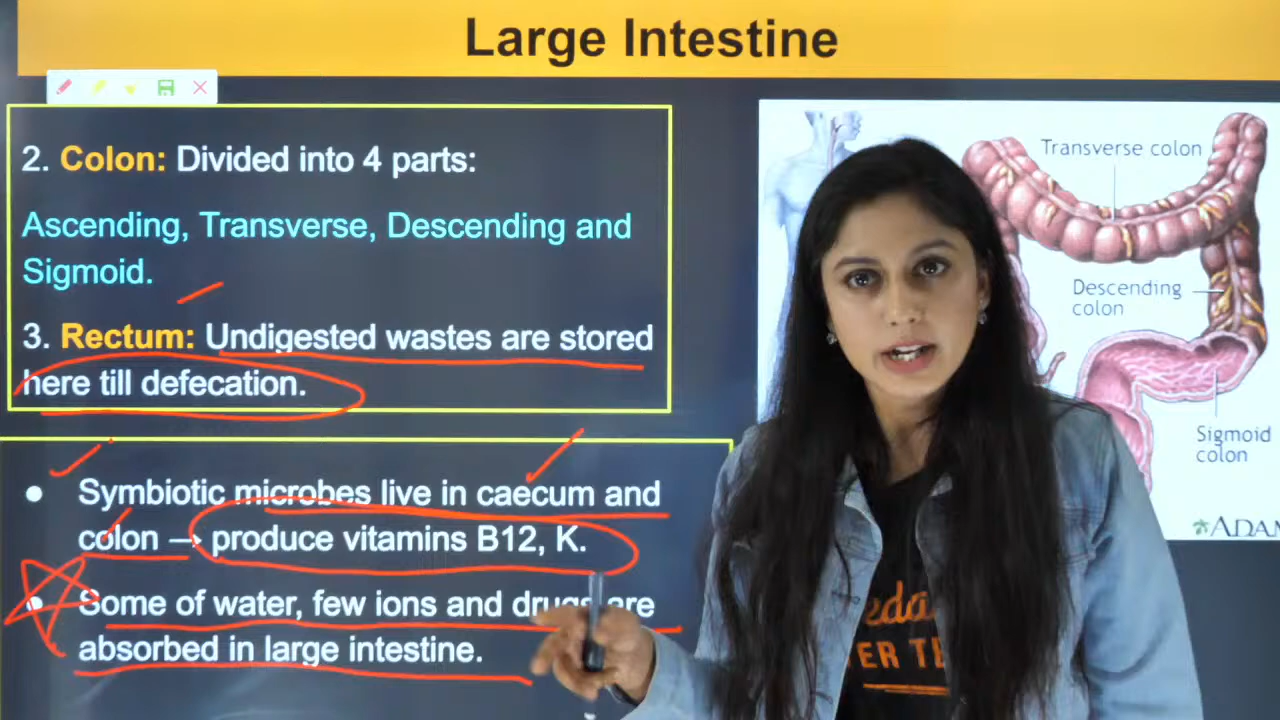 Large Intestine
2. Colon: Divided into 4 parts:
Ascending, Transverse, Descending and
Sigmoid.
3. Rectum: Undigested wastes are stored
here till defecation.
● Symbiotic microbes live in caecum and
colon → produce vitamins B12, K.
● Some of water, few ions and drugs are
absorbed in large intestine.
Transverse colon
Descending
colon
Sigmoid
colon